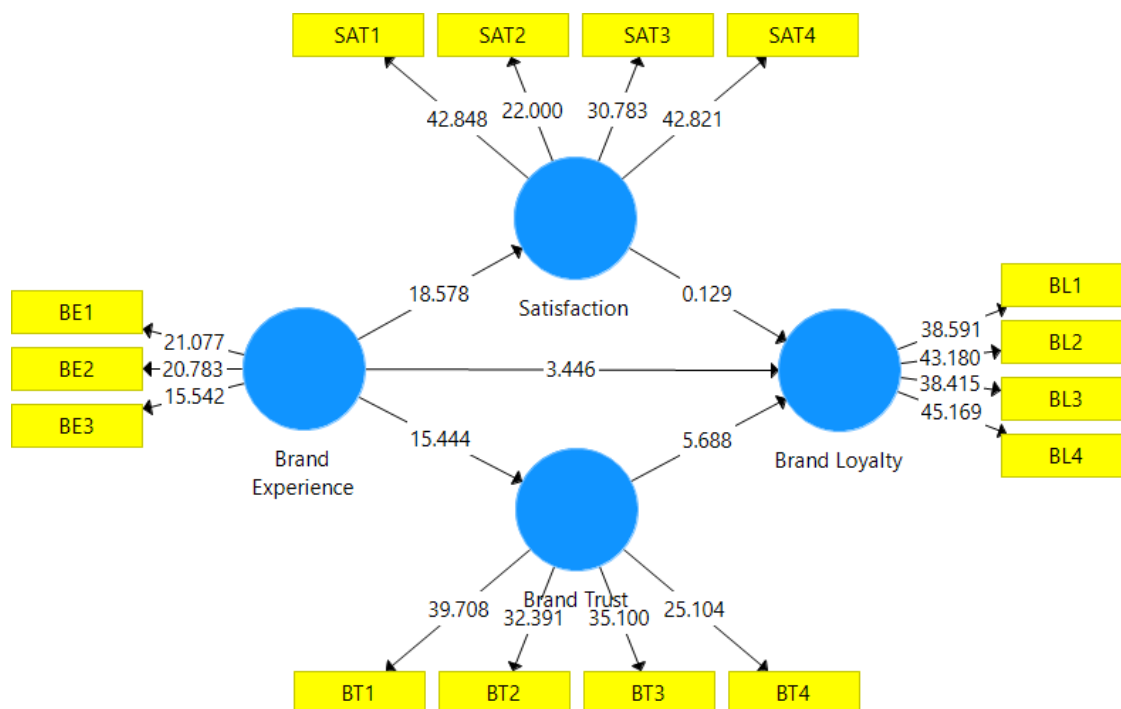 SAT1 SAT2 SAT3 SAT4
42.848 22.000 30.783 42.821
Satisfaction
18.578 0.129
BE1
BE2
BE3
21.077
20.783
15.542
Brand
Experience
3.446
15.444 5.688
BL1
BL2
BL3
BL4
38.591
43.180
38.415
45.169
Brand Loyalty
Brand Trust
39.708 32.391 35.100 25.104
BT1 BT2 BT3 BT4